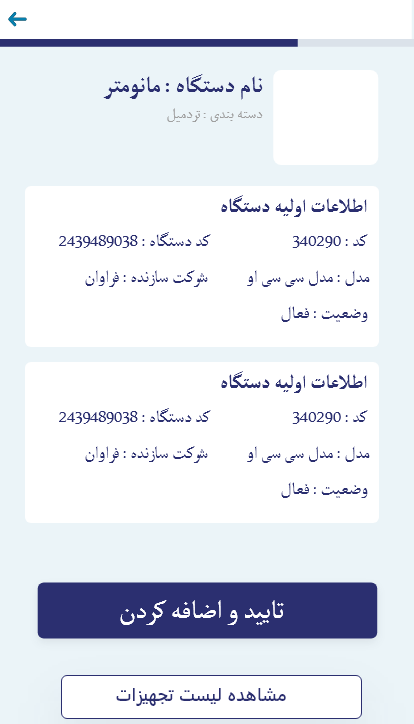 نام دستگاه : مانومتر
دسته بندی : تردمیل
اطلاعات اولیه دستگاه
کد : 340290 کد دستگاه : 2439489038
مدل : مدل سی سی او شرکت سازنده : فراوان
وضعیت : فعال
اطلاعات اولیه دستگاه
کد : 340290 کد دستگاه : 2439489038
مدل : مدل سی سی او شرکت سازنده : فراوان
وضعیت : فعال
تایید و اضافه کردن
مشاهده لیست تجهیزات